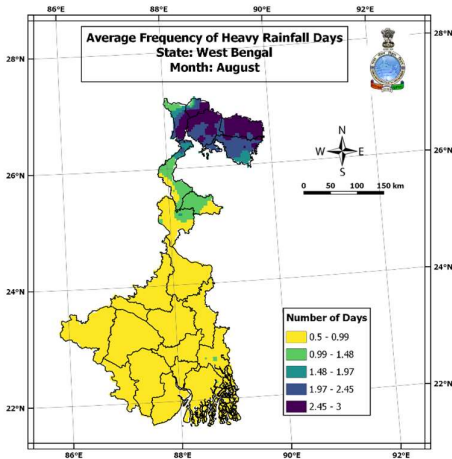 86°E
88°E
90°E
92°E
Average Frequency of Heavy Rainfall Days
State: West Bengal
Month: August
28°N
28°N
N
W
E
S
26°N
26°N
0
50
100
150 km
24°N
24°N
Number of Days
0.5 - 0.99
0.99 - 1.48
1.48 - 1.97
1.97 - 2.45
2.45 - 3
22°N
22°N
86°E
88°E
90°E
92°E